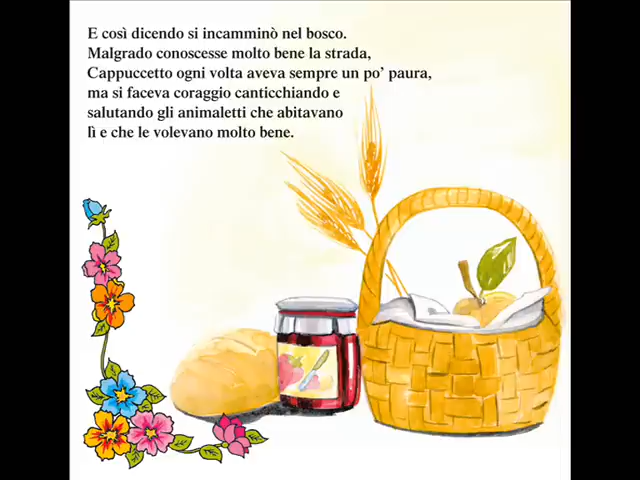 E così dicendo si incamminò nel bosco.
Malgrado conoscesse molto bene la strada,
Cappuccetto ogni volta aveva sempre un po' paura,
ma si faceva coraggio canticchiando e
salutando gli animaletti che abitavano
lì e che le volevano molto bene.